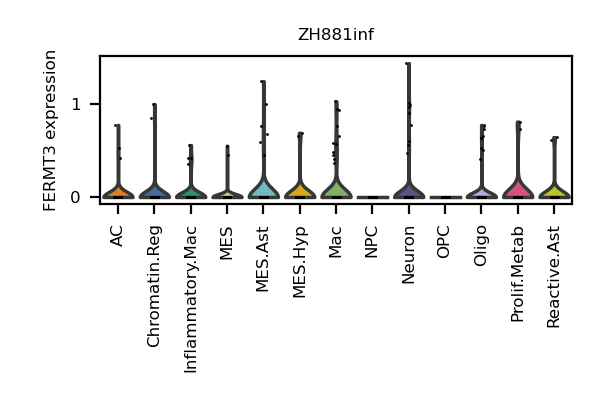 ZH881inf
FERMT3 expression
1
0
AC
Chromatin.Reg
Inflammatory.Mac
MES
MES.Ast
MES.Hyp
Mac
NPC
Neuron
OPC
Oligo
Prolif.Metab
Reactive.Ast